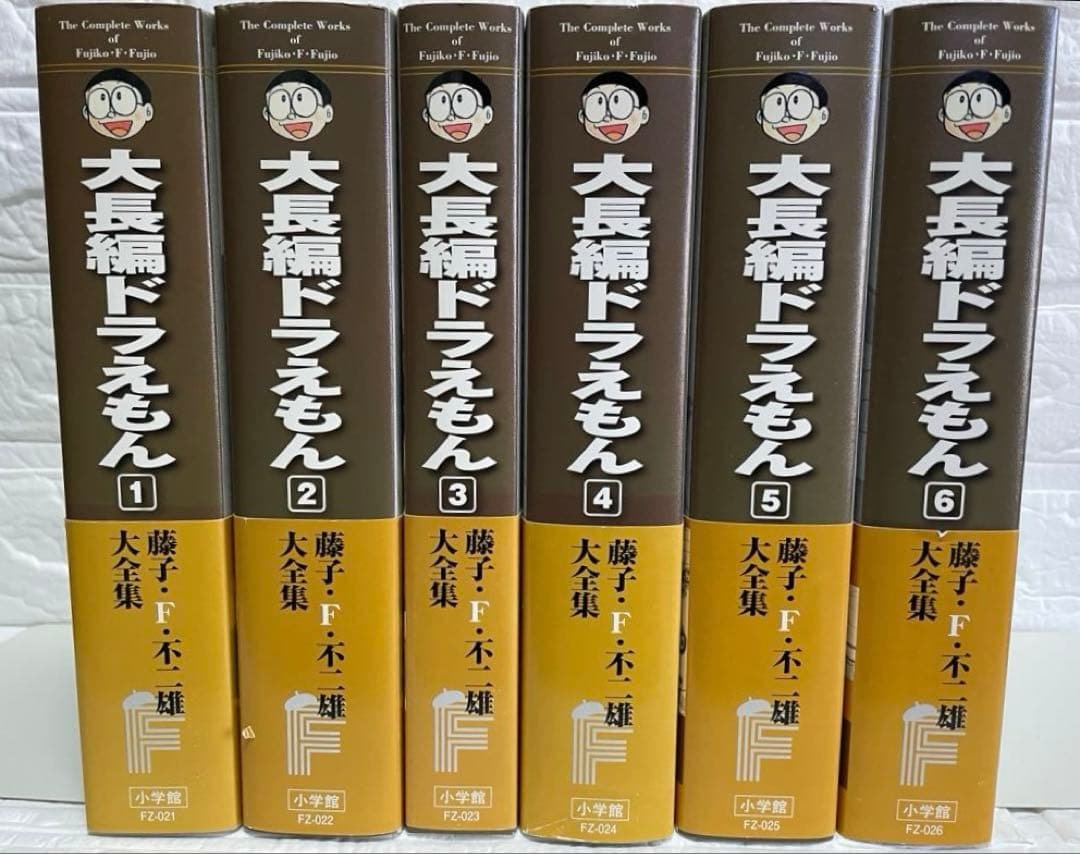 The Complete Works
of
Fujiko・F・Fujio
大長編ドラえもん
1
藤子・F・不二雄
大全集
小学館
FZ-021
The Complete Works
of
Fujiko・F・Fujio
大長編ドラえもん
2
藤子・F・不二雄
大全集
小学館
FZ-022
The Complete Works
of
Fujiko・F・Fujio
大長編ドラえもん
3
藤子・F・不二雄
大全集
小学館
FZ-023
The Complete Works
of
Fujiko・F・Fujio
大長編ドラえもん
4
藤子・F・不二雄
大全集
小学館
FZ-024
The Complete Works
of
Fujiko・F・Fujio
大長編ドラえもん
5
藤子・F・不二雄
大全集
小学館
FZ-025
The Complete Works
of
Fujiko・F・Fujio
大長編ドラえもん
6
藤子・F・不二雄
大全集
小学館
FZ-026